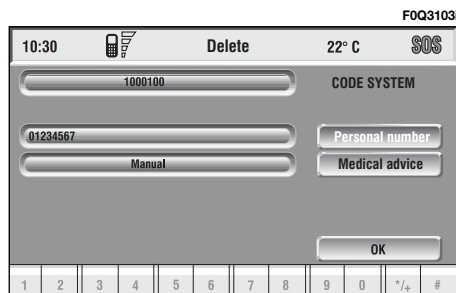 F0Q3103i
10:30 Delete 22° C SOS
1000100 CODE SYSTEM
01234567 Personal number
Manual Medical advice
OK
1 2 3 4 5 6 7 8 9 0 */+ #